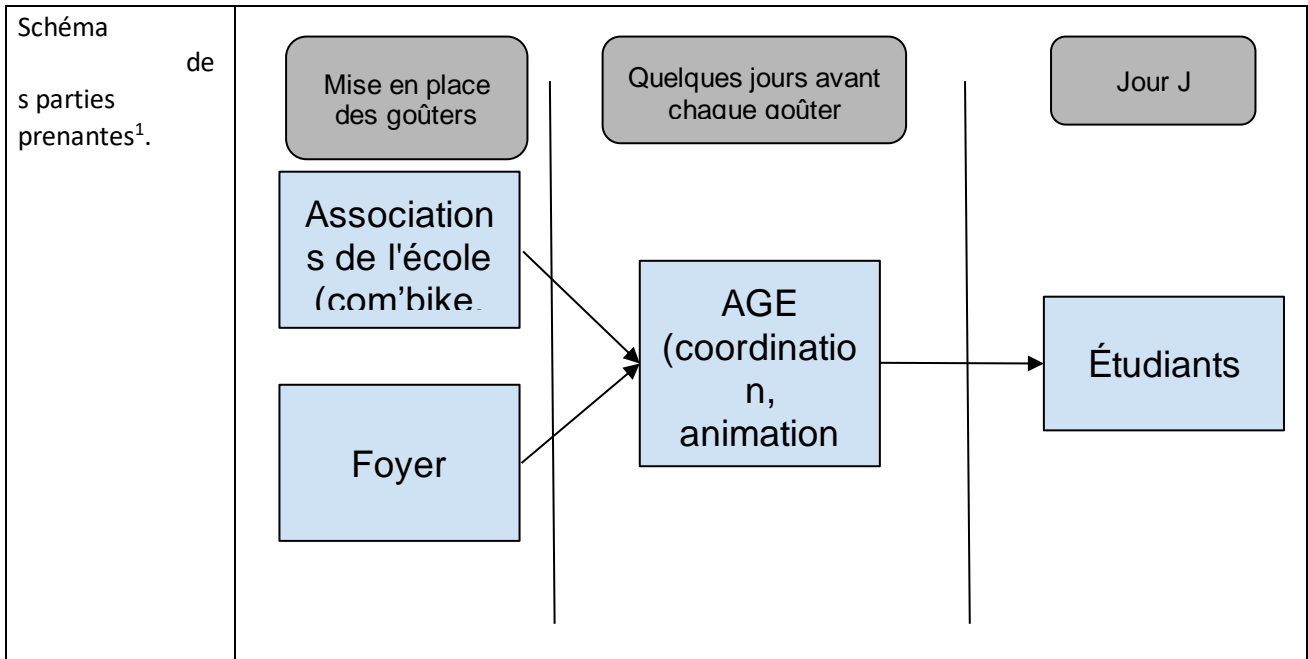 Schéma
de
s parties
prenantes¹.
Mise en place
des goûters
Quelques jours avant
chaque goûter
Jour J
Association
s de l'école
(com’bike,
Foyer
AGE
(coordinatio
n,
animation
Étudiants